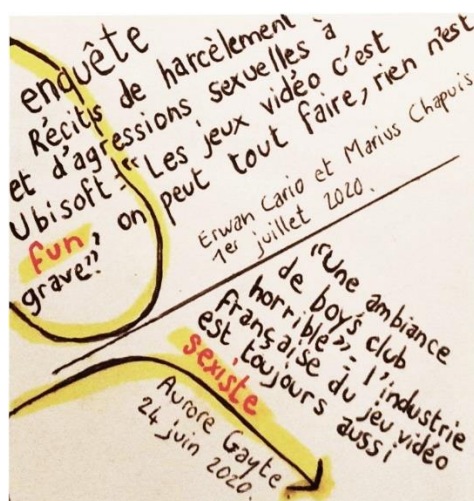 enquête
Récits de harcèlement
et d'agressions sexuelles à
Ubisoft : "Les jeux vidéo c'est
fun, on peut tout faire, rien n'est
grave".
Erwan Cario et Marius Chapuis
1er juillet 2020.
"Une ambiance
de boy's club
horrible" : l'industrie
française du jeu vidéo
est toujours aussi
sexiste
Aurore Gayte
24 juin 2020.